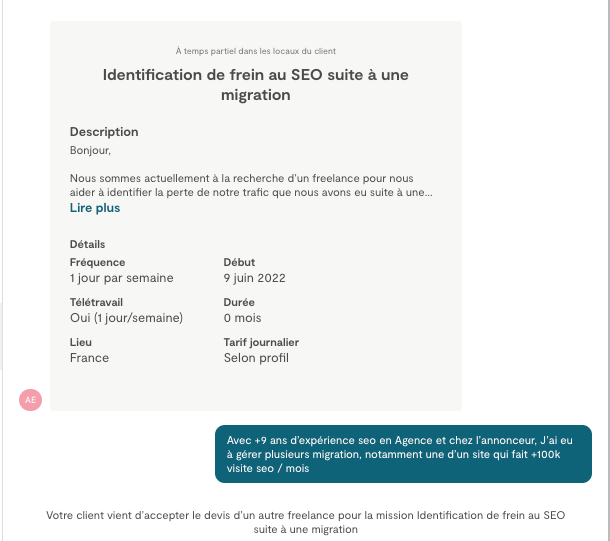 À temps partiel dans les locaux du client
Identification de frein au SEO suite à une
migration
Description
Bonjour,
Nous sommes actuellement à la recherche d'un freelance pour nous
aider à identifier la perte de notre trafic que nous avons eu suite à une...
Lire plus
Détails
Fréquence
1 jour par semaine
Début
9 juin 2022
Télétravail
Oui (1 jour/semaine)
Durée
0 mois
Lieu
France
Tarif journalier
Selon profil
AE
Avec +9 ans d'expérience seo en Agence et chez l'annonceur, J'ai eu
à gérer plusieurs migration, notamment une d'un site qui fait +100k
visite seo / mois
Votre client vient d'accepter le devis d'un autre freelance pour la mission Identification de frein au SEO
suite à une migration